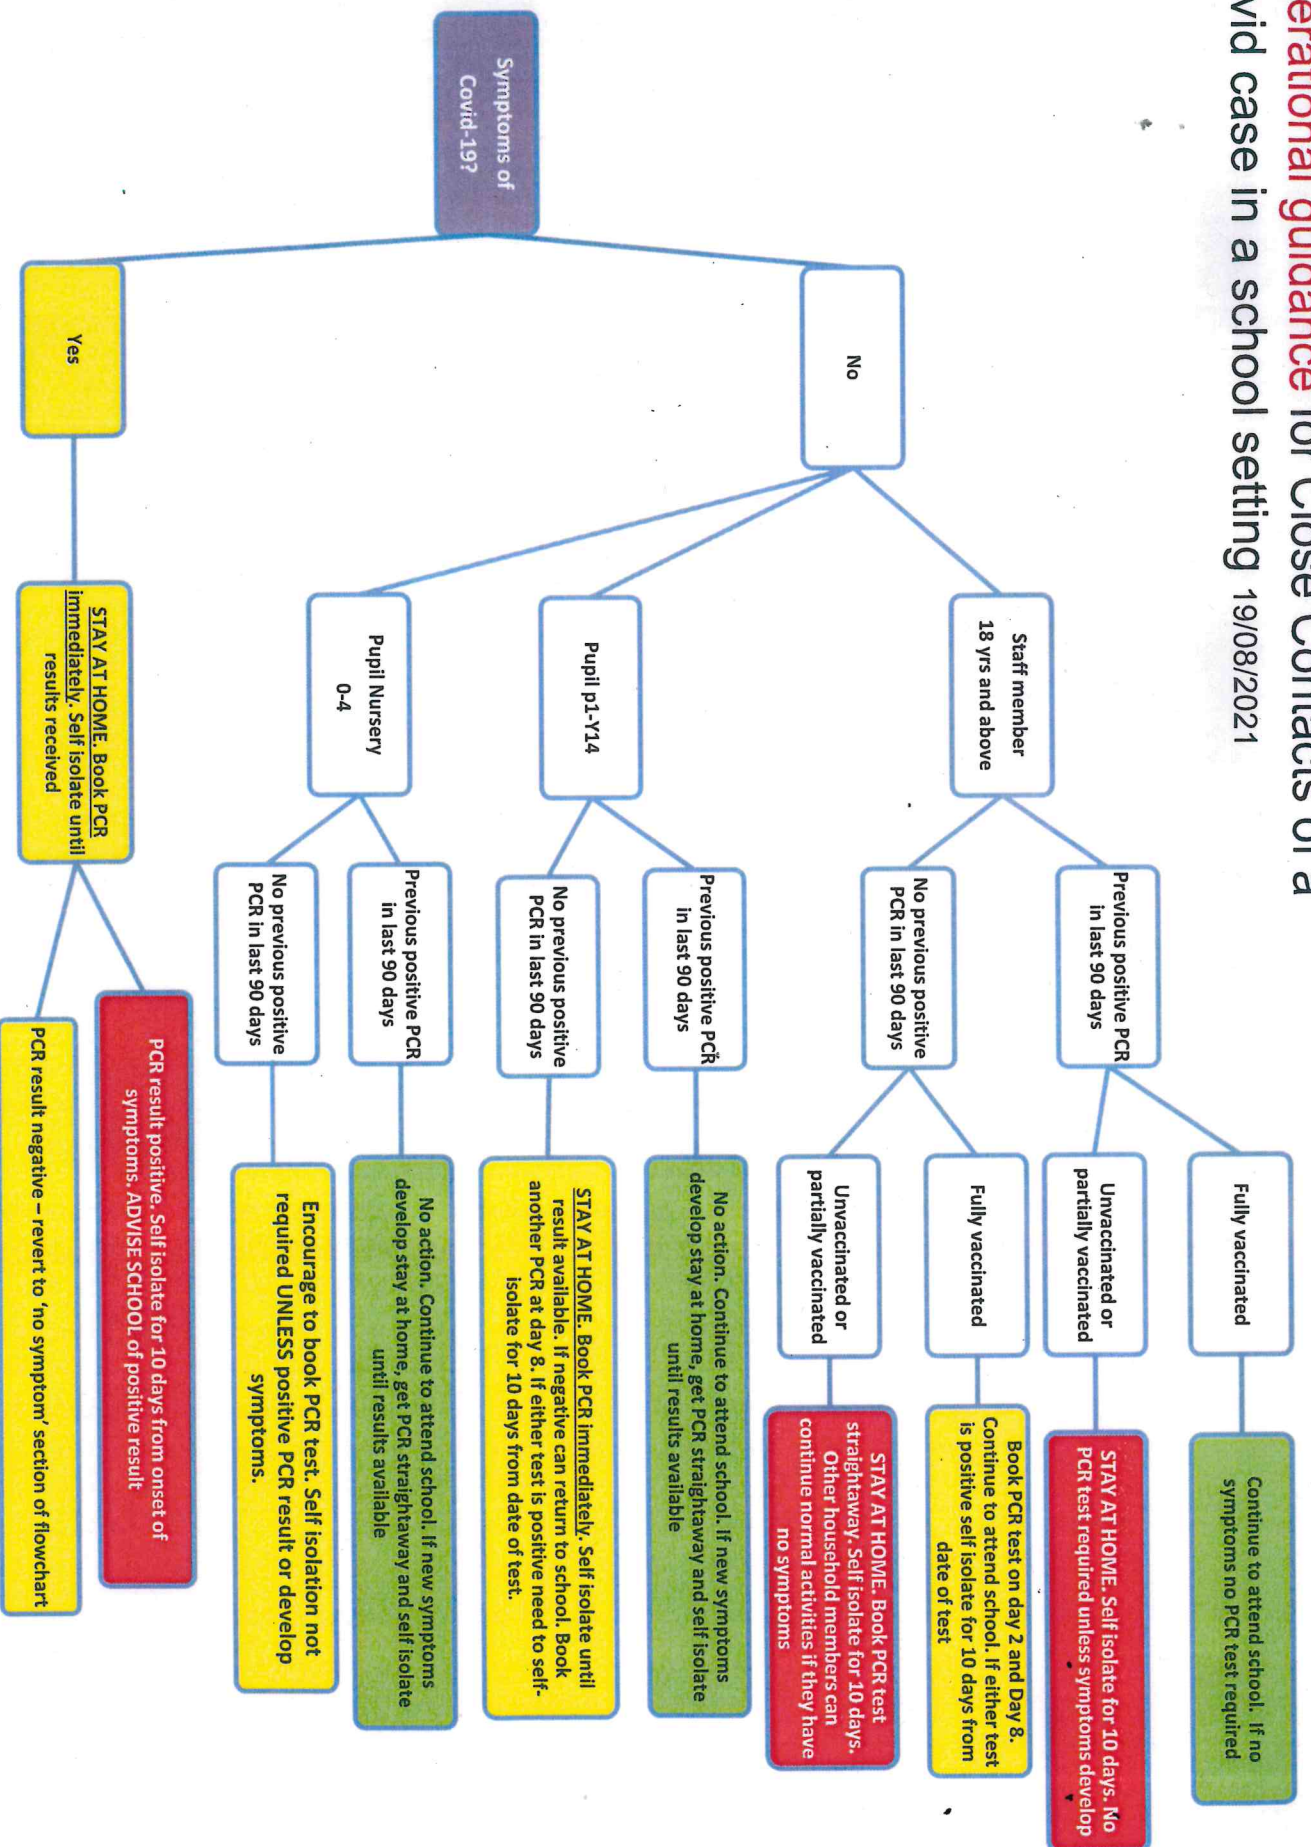 erational guidance for Close Contacts of a
vid case in a school setting 19/08/2021
Symptoms of
Covid-19?
No
Staff member
18 yrs and above
Previous positive PCR
in last 90 days
Fully vaccinated
Continue to attend school. If no
symptoms no PCR test required
Unvaccinated or
partially vaccinated
STAY AT HOME. Self isolate for 10 days. No
PCR test required unless symptoms develop
No previous positive
PCR in last 90 days
Fully vaccinated
Book PCR test on day 2 and Day 8.
Continue to attend school. If either test
is positive self isolate for 10 days from
date of test
Unvaccinated or
partially vaccinated
STAY AT HOME. Book PCR test
straightaway. Self isolate for 10 days.
Other household members can
continue normal activities if they have
no symptoms
Pupil p1-Y14
Previous positive PCR
in last 90 days
No action. Continue to attend school. If new symptoms
develop stay at home, get PCR straightaway and self isolate
until results available
No previous positive
PCR in last 90 days
STAY AT HOME. Book PCR immediately. Self isolate until
result available. If negative can return to school. Book
another PCR at day 8. If either test is positive need to self-
isolate for 10 days from date of test.
Pupil Nursery
0-4
Previous positive PCR
in last 90 days
No action. Continue to attend school. If new symptoms
develop stay at home, get PCR straightaway and self isolate
until results available
No previous positive
PCR in last 90 days
Encourage to book PCR test. Self isolation not
required UNLESS positive PCR result or develop
symptoms.
Yes
STAY AT HOME. Book PCR
immediately. Self isolate until
results received
PCR result positive. Self isolate for 10 days from onset of
symptoms. ADVISE SCHOOL of positive result
PCR result negative – revert to 'no symptom' section of flowchart